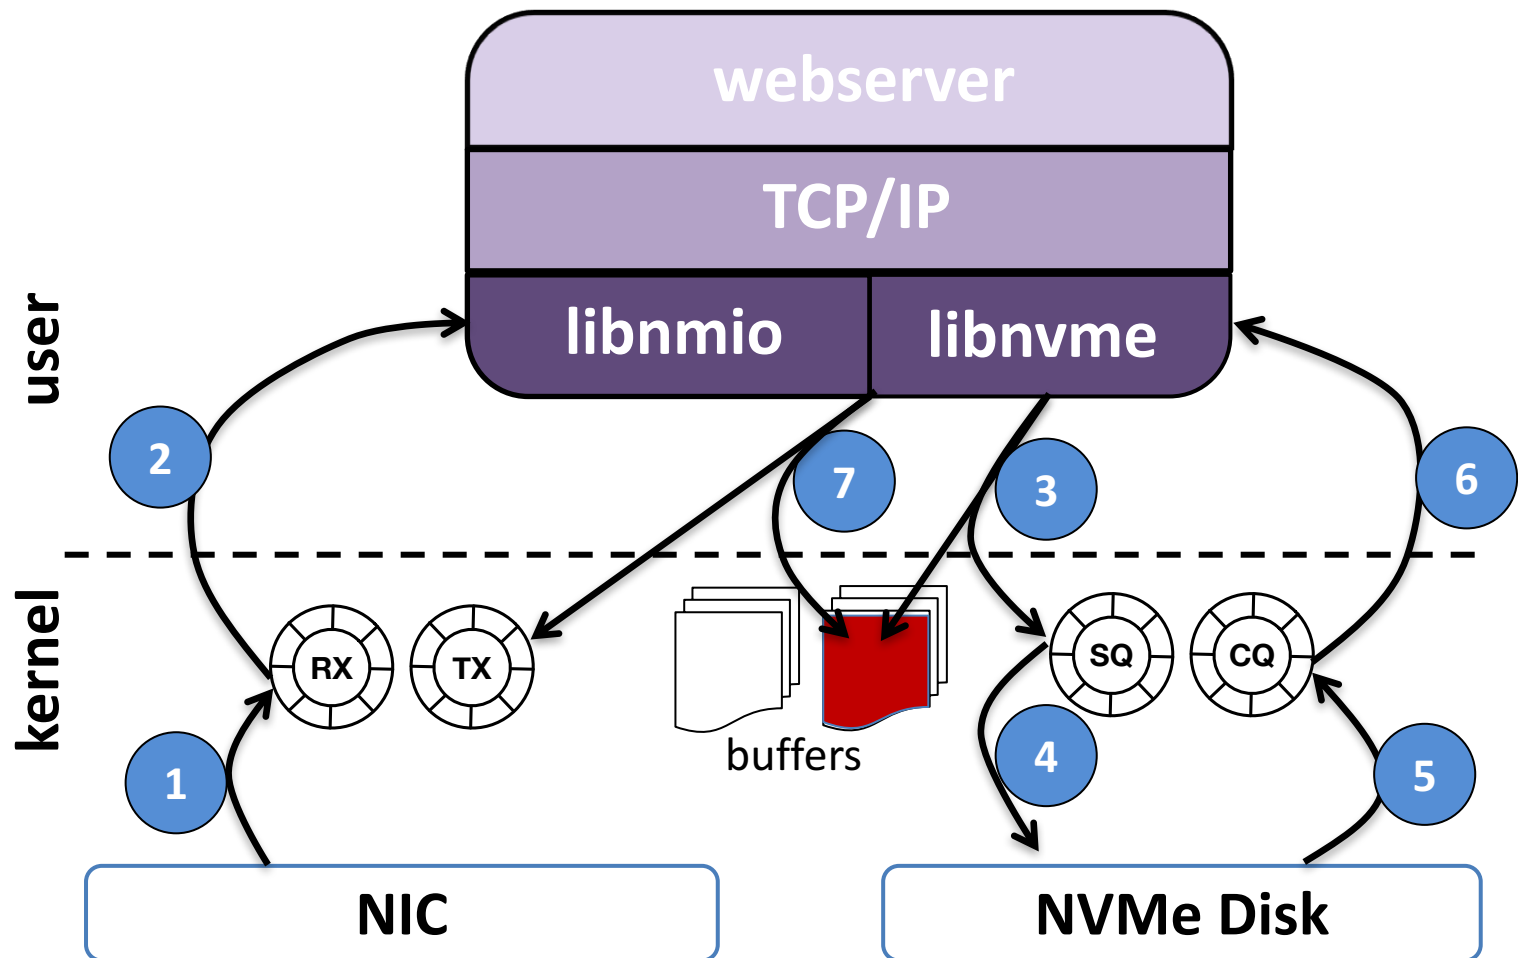 webserver
TCP/IP
libnmio
libnvme
user
2
7
3
6
kernel
RX
TX
SQ
CQ
buffers
1
4
5
NIC
NVMe Disk